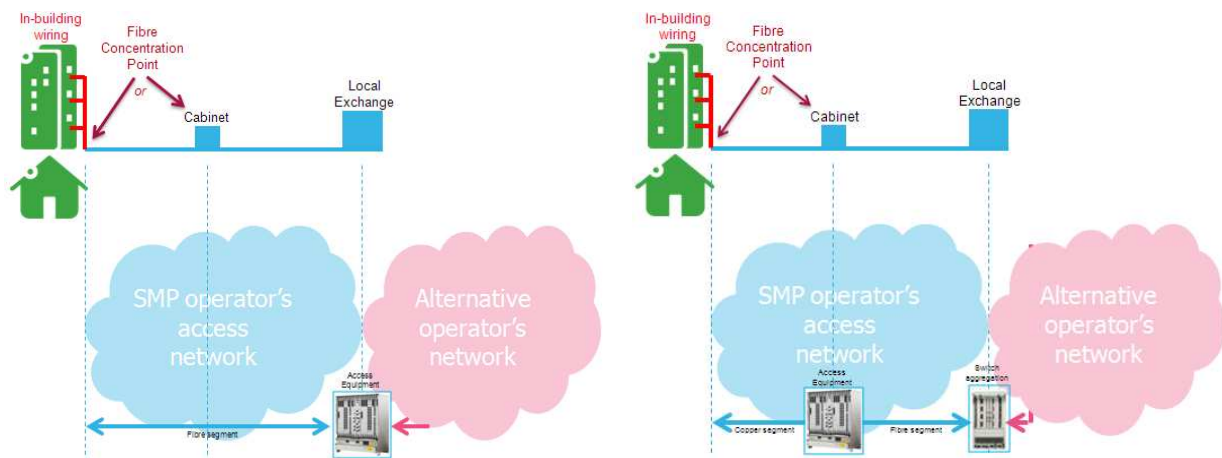 In-building
wiring
Fibre
Concentration
Point
or
Cabinet
Local
Exchange
SMP operator's
access
network
Alternative
operator's
network
Access
Equipment
Fibre segment
In-building
wiring
Fibre
Concentration
Point
or
Cabinet
Local
Exchange
SMP operator's
access
network
Alternative
operator's
network
Access
Equipment
Switch
aggregation
Copper segment
Fibre segment